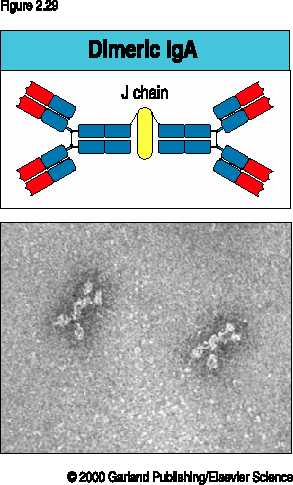 Figure 2.29
Dimeric IgA
J chain
© 2000 Garland Publishing/Elsevier Science